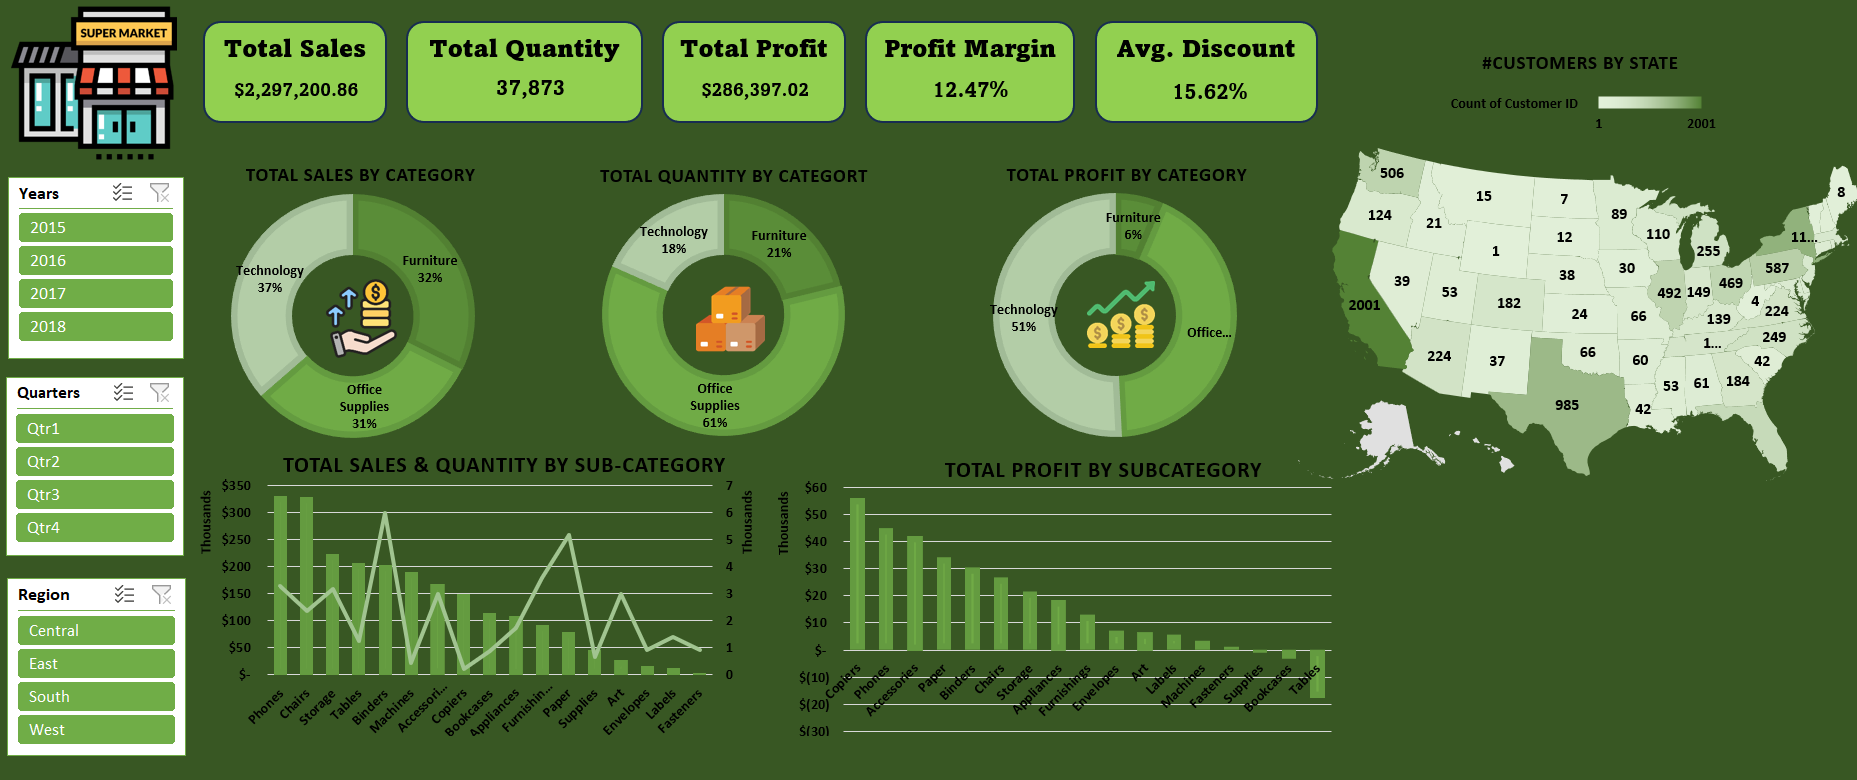 SUPER MARKET
Total Sales
$2,297,200.86
Total Quantity
37,873
Total Profit
$286,397.02
Profit Margin
12.47%
Avg. Discount
15.62%
Years
2015
2016
2017
2018
Quarters
Qtr1
Qtr2
Qtr3
Qtr4
Region
Central
East
South
West
TOTAL SALES BY CATEGORY
Technology
37%
Furniture
32%
Office
Supplies
31%
TOTAL QUANTITY BY CATEGORT
Technology
18%
Furniture
21%
Office
Supplies
61%
TOTAL PROFIT BY CATEGORY
Furniture
6%
Technology
51%
Office...
#CUSTOMERS BY STATE
Count of Customer ID
1 2001
506
15
7
8
124
21
89
12
110
11...
1
255
39
38
30
587
53
182
492
149
469
4
2001
24
66
139
224
224
37
66
60
1...
249
42
53
61
184
985
42
TOTAL SALES & QUANTITY BY SUB-CATEGORY
Thousands
$350
$300
$250
$200
$150
$100
$50
$-
7
6
5
4
3
2
1
0
Thousands
Phones
Chairs
Storage
Tables
Binders
Machines
Accessori...
Copiers
Bookcases
Appliances
Furnishin...
Paper
Supplies
Art
Envelopes
Labels
Fasteners
TOTAL PROFIT BY SUBCATEGORY
Thousands
$60
$50
$40
$30
$20
$10
$-
$(10)
$(20)
$(30)
Copiers
Phones
Accessories
Paper
Binders
Chairs
Storage
Appliances
Furnishings
Envelopes
Art
Labels
Machines
Fasteners
Supplies
Bookcases
Tables